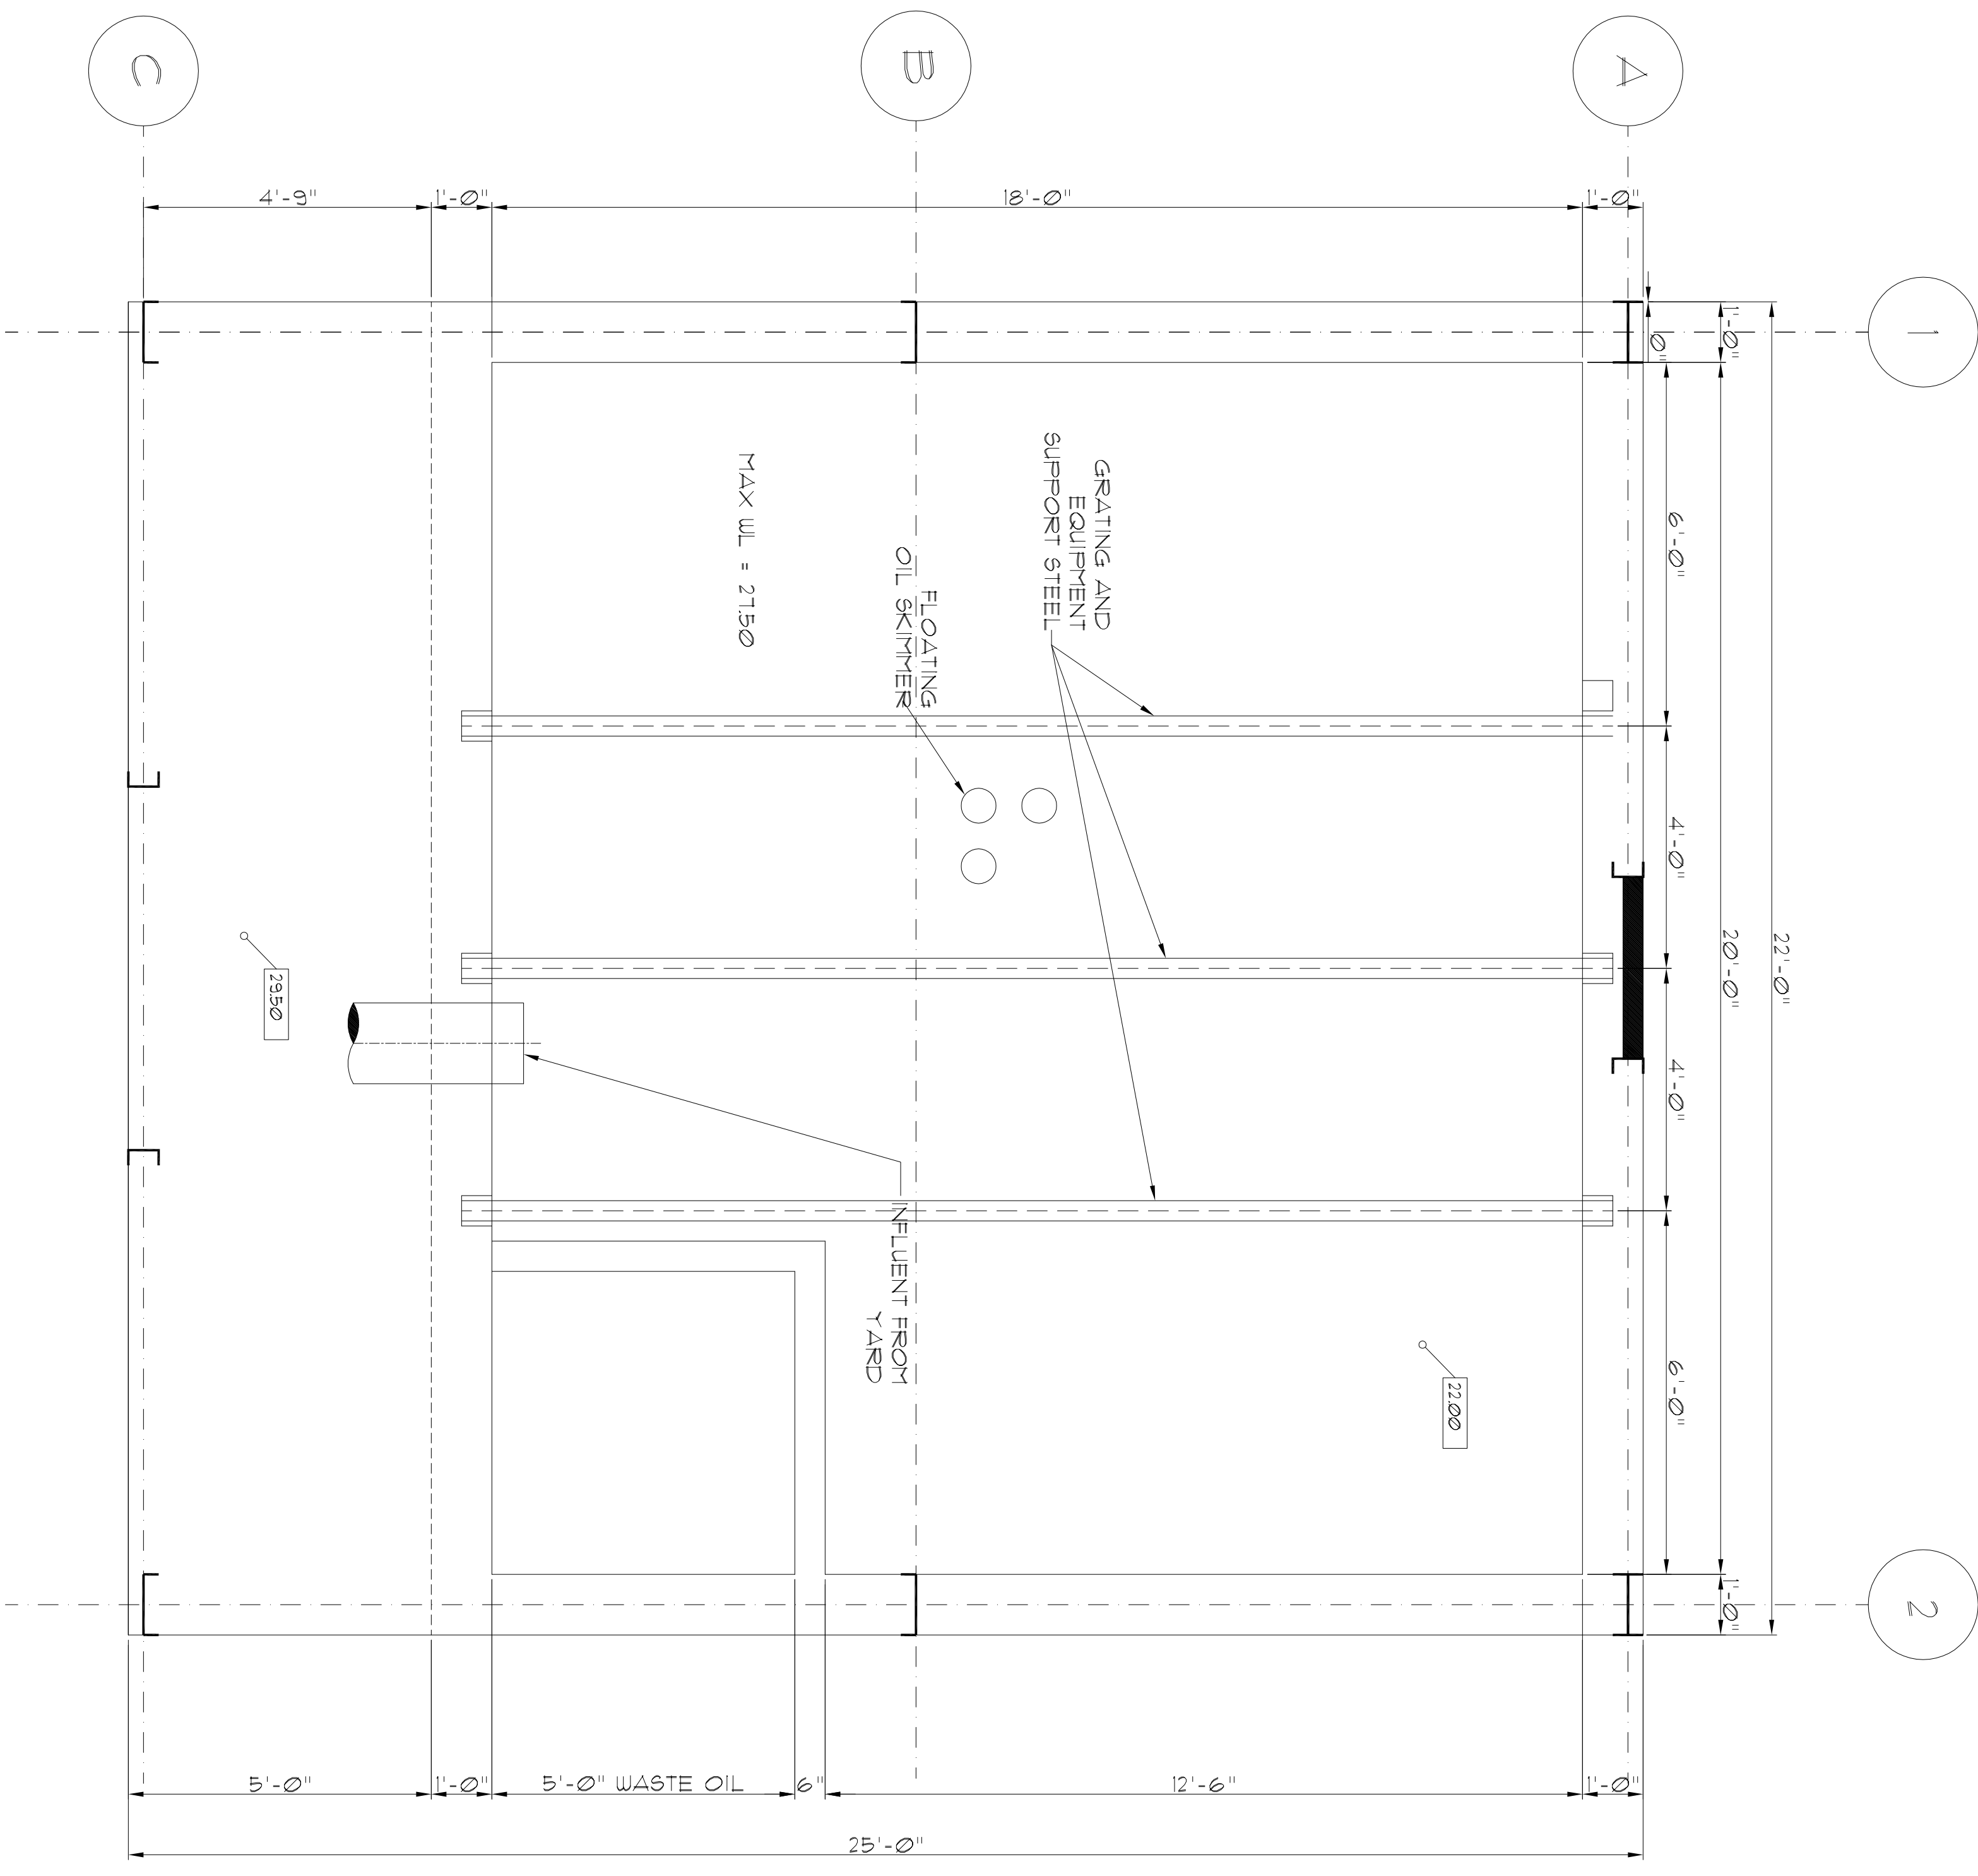 C
B
A
4'-9"
1'-0"
18'-0"
1'-0"
1
1'-0"
0"
6'-0"
GRATING AND
EQUIPMENT
SUPPORT STEEL
MAX WL = 27.50
FLOATING
OIL SKIMMER
4'-0"
20'-0"
22'-0"
29.50
4'-0"
INFLUENT FROM
YARD
22.00
6'-0"
1'-0"
2
5'-0"
1'-0"
5'-0" WASTE OIL
6"
12'-6"
1'-0"
25'-0"